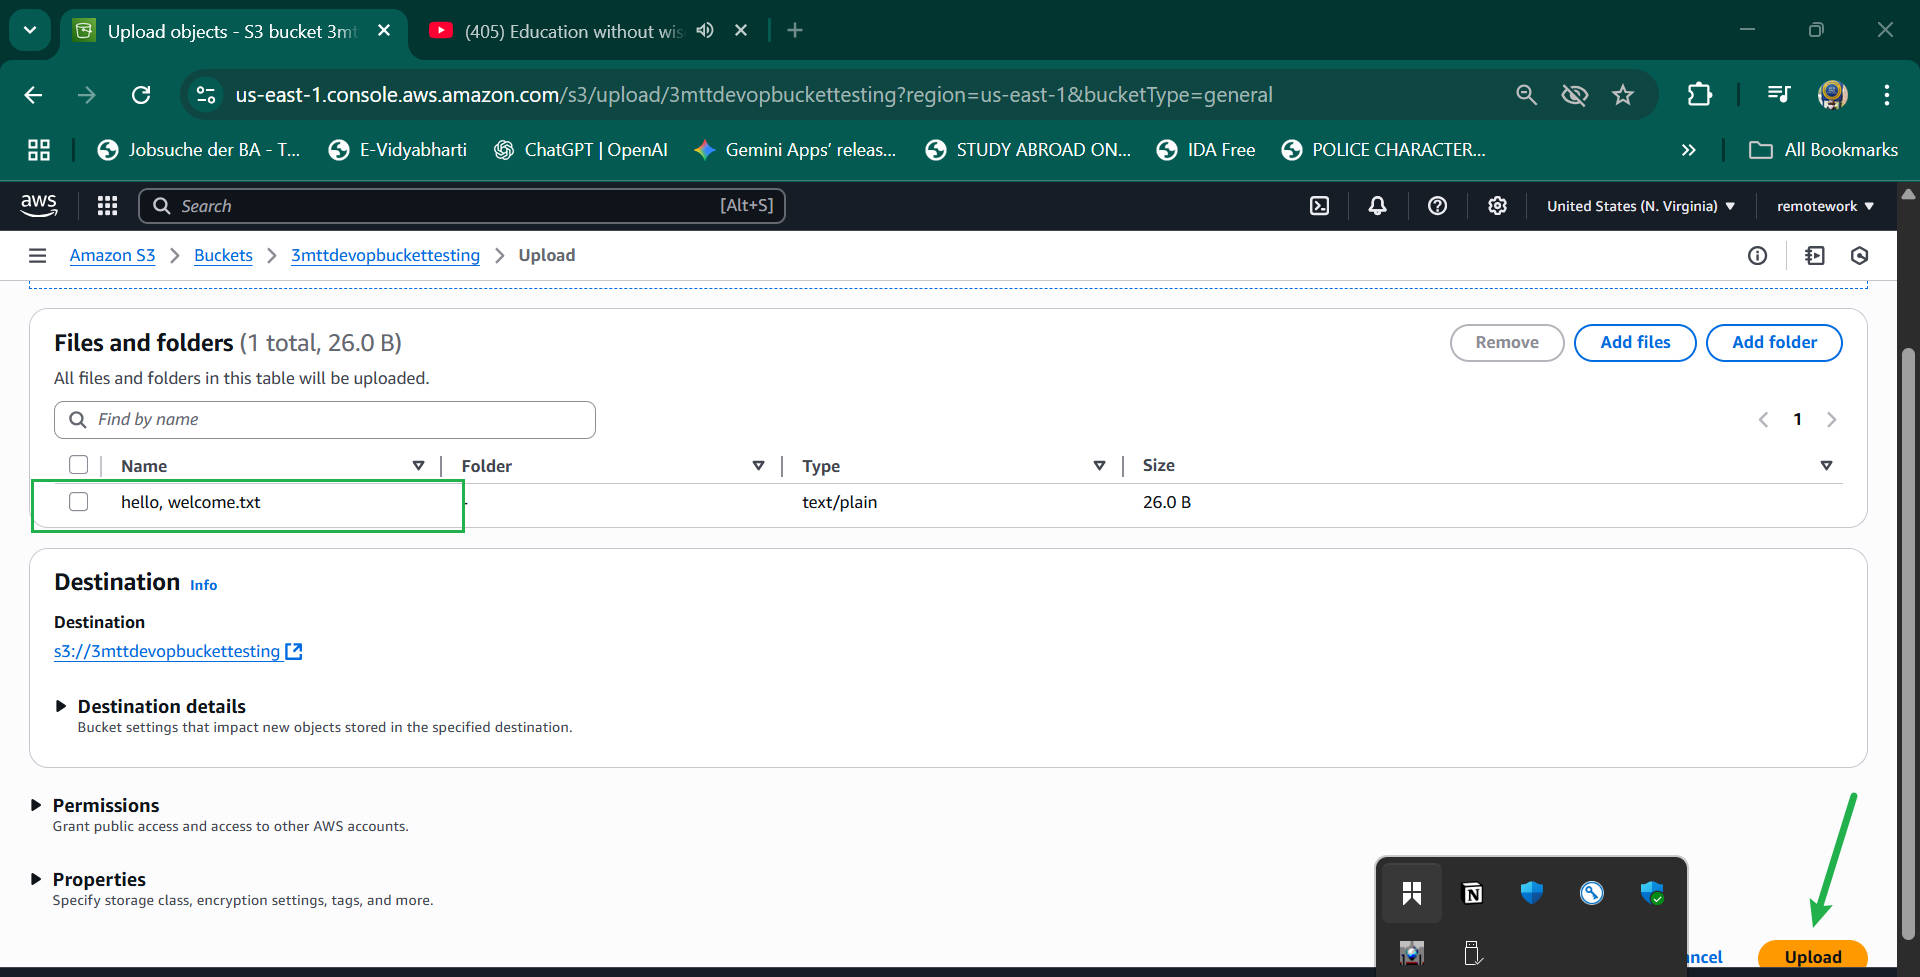 Upload objects - S3 bucket 3mt
(405) Education without wis
us-east-1.console.aws.amazon.com/s3/upload/3mttdevopbuckettesting?region=us-east-1&bucketType=general
Jobsuche der BA - T... E-Vidyabharti ChatGPT | OpenAI Gemini Apps’ releas... STUDY ABROAD ON... IDA Free POLICE CHARACTER... » All Bookmarks
aws Search [Alt+S] United States (N. Virginia) remotework
Amazon S3 > Buckets > 3mttdevopbuckettesting > Upload
Files and folders (1 total, 26.0 B)
Remove Add files Add folder
All files and folders in this table will be uploaded.
Find by name
1
Name Folder Type Size
hello, welcome.txt - text/plain 26.0 B
Destination Info
Destination
s3://3mttdevopbuckettesting
Destination details
Bucket settings that impact new objects stored in the specified destination.
Permissions
Grant public access and access to other AWS accounts.
Properties
Specify storage class, encryption settings, tags, and more.
N
ncel Upload